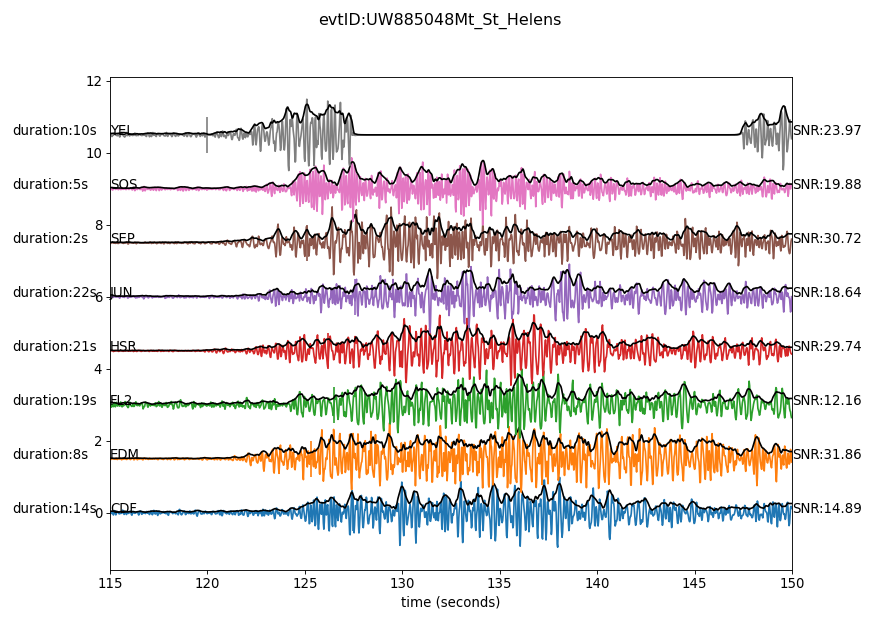 evtID:UW885048Mt_St_Helens
12
duration:10s YEL SNR:23.97
10
duration:5s SOS SNR:19.88
8
duration:2s SEP SNR:30.72
duration:22s JUN SNR:18.64
6
duration:21s HSR SNR:29.74
4
duration:19s FL2 SNR:12.16
2
duration:8s EDM SNR:31.86
duration:14s CDF SNR:14.89
0
115 120 125 130 135 140 145 150
time (seconds)